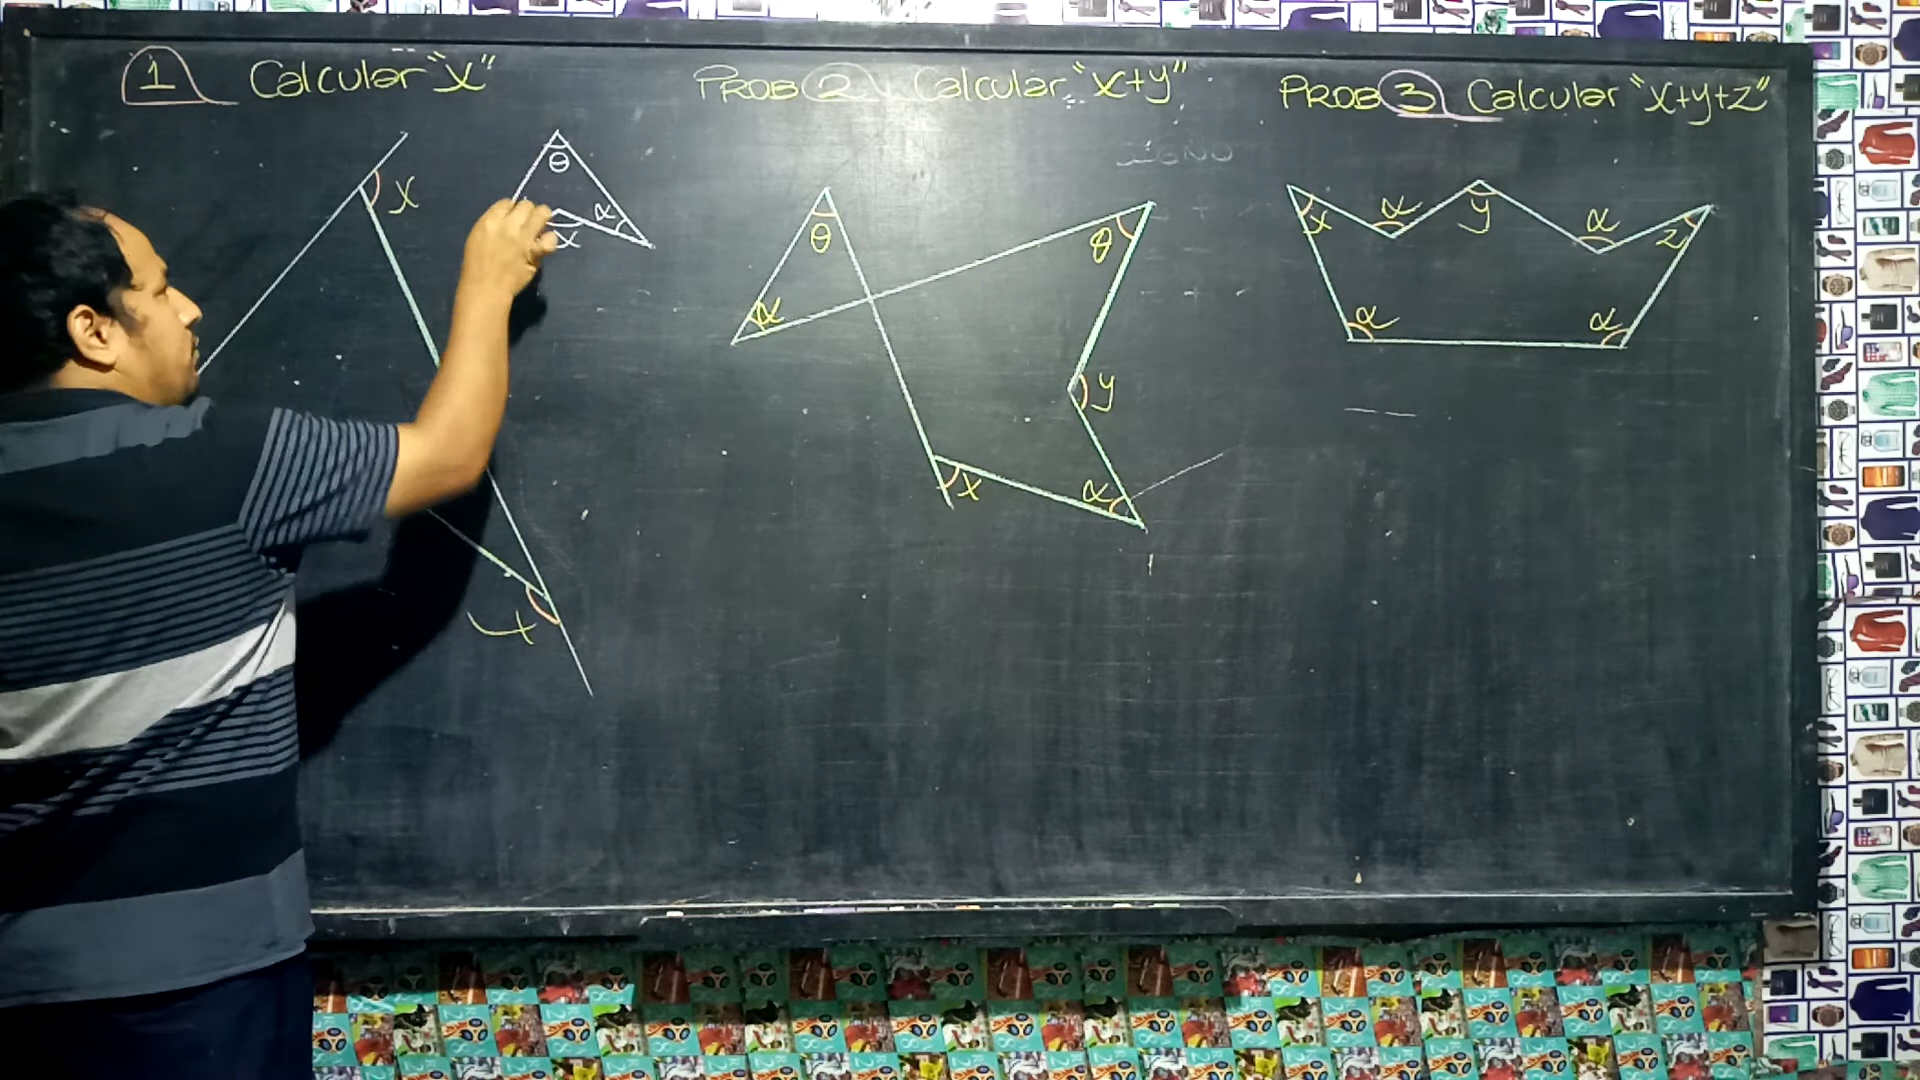 1 Calcular "x"
x
θ
α
x
x
PROB 2 Calcular "x+y"
θ
α
θ
y
x
α
PROB 3 Calcular "x+y+z"
x
α
y
α
z
α
α